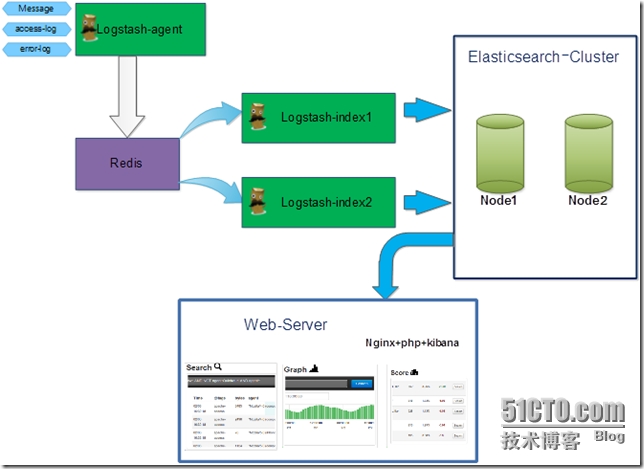 Message
access-log
error-log
Logstash-agent
Redis
Logstash-index1
Logstash-index2
Elasticsearch-Cluster
Node1
Node2
Web-Server
Nginx+php+kibana
Search
Graph
Score
Time
51CTO.com
技术博客
Blog